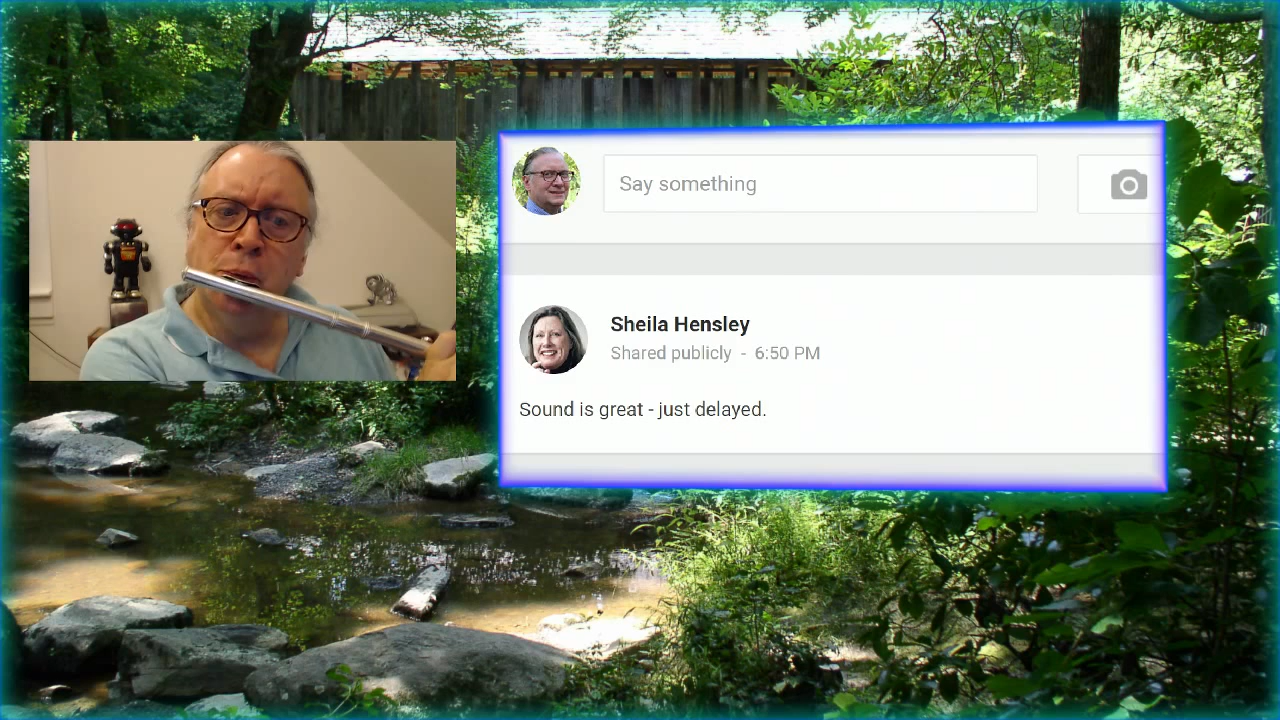 Say something
Sheila Hensley
Shared publicly - 6:50 PM
Sound is great - just delayed.